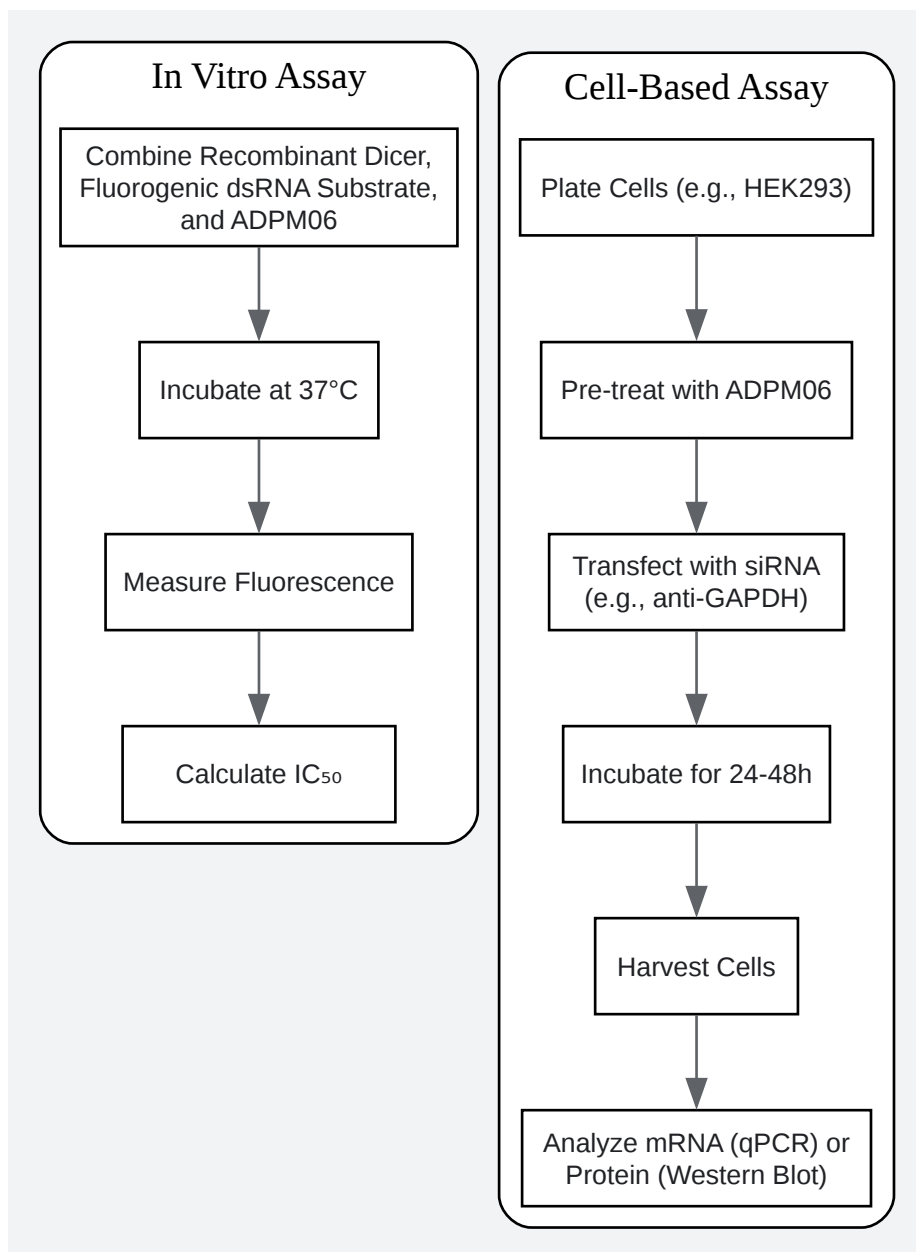 In Vitro Assay
Combine Recombinant Dicer,
Fluorogenic dsRNA Substrate,
and ADPM06
Incubate at 37°C
Measure Fluorescence
Calculate IC₅₀
Cell-Based Assay
Plate Cells (e.g., HEK293)
Pre-treat with ADPM06
Transfect with siRNA
(e.g., anti-GAPDH)
Incubate for 24-48h
Harvest Cells
Analyze mRNA (qPCR) or
Protein (Western Blot)